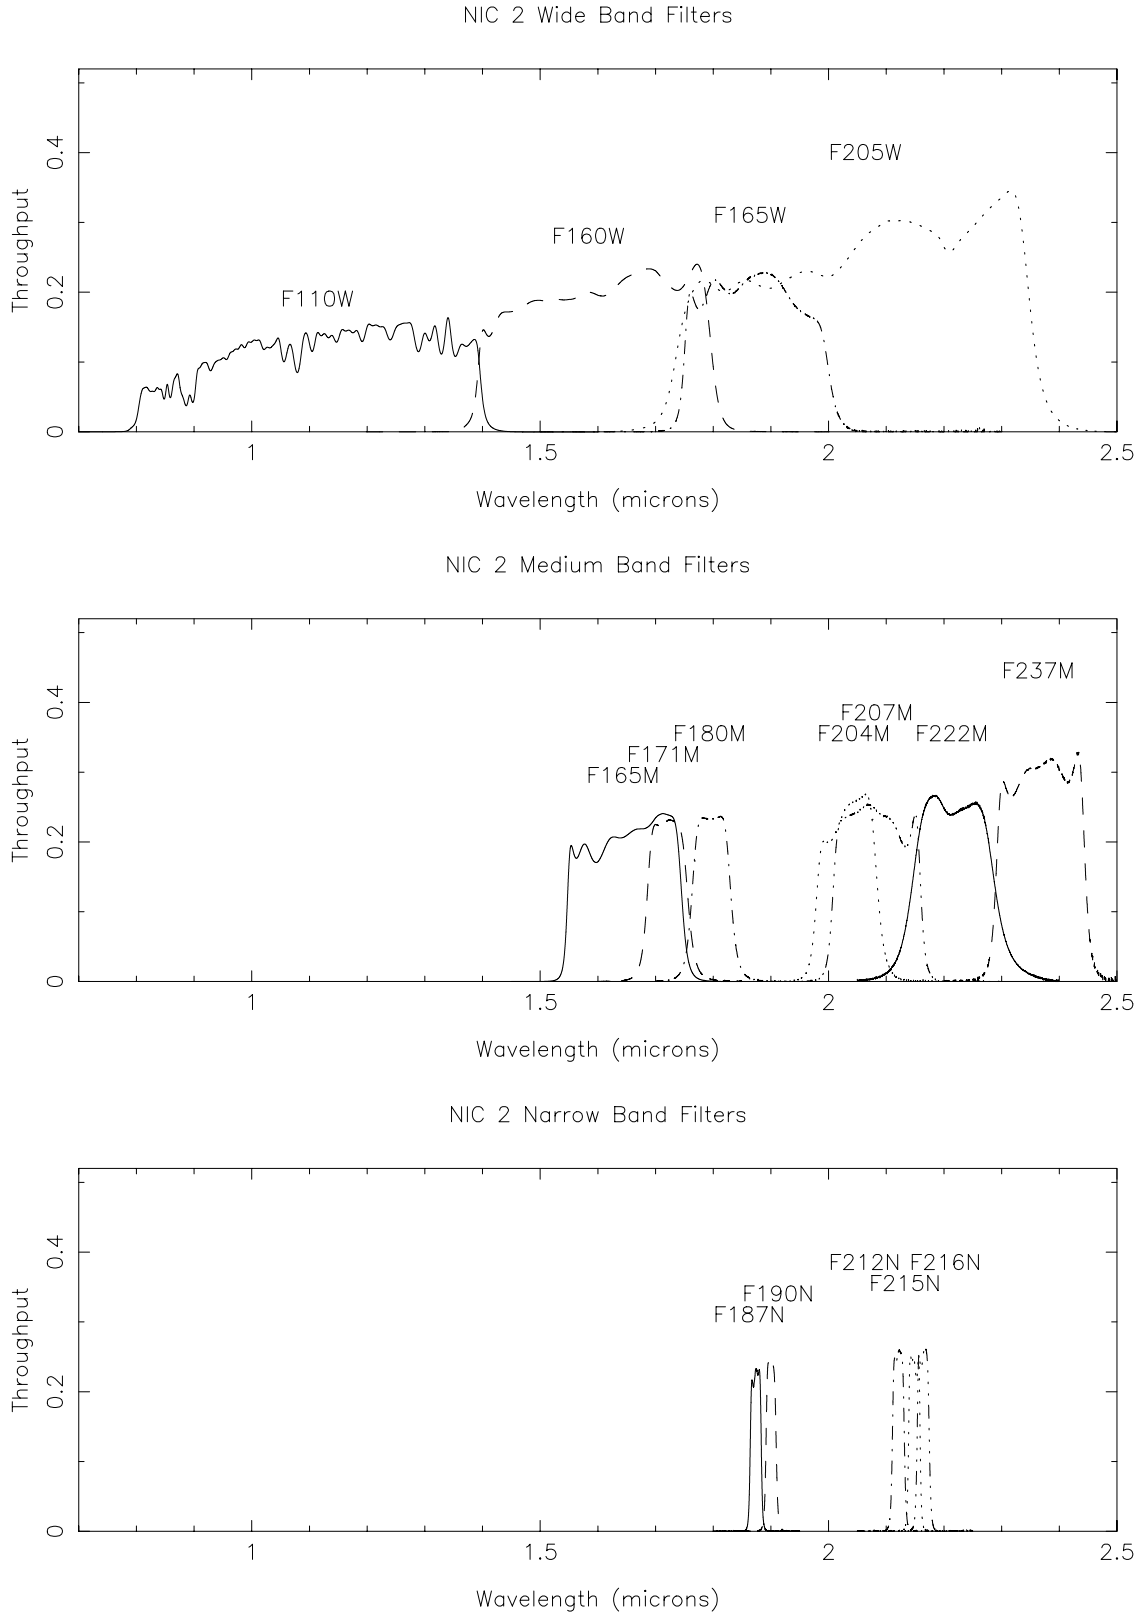 NIC 2 Wide Band Filters
Throughput
0
0.2
0.4
F110W
F160W
F165W
F205W
1
1.5
2
2.5
Wavelength (microns)
NIC 2 Medium Band Filters
Throughput
0
0.2
0.4
F165M
F171M
F180M
F204M
F207M
F222M
F237M
1
1.5
2
2.5
Wavelength (microns)
NIC 2 Narrow Band Filters
Throughput
0
0.2
0.4
F187N
F190N
F212N
F215N
F216N
1
1.5
2
2.5
Wavelength (microns)